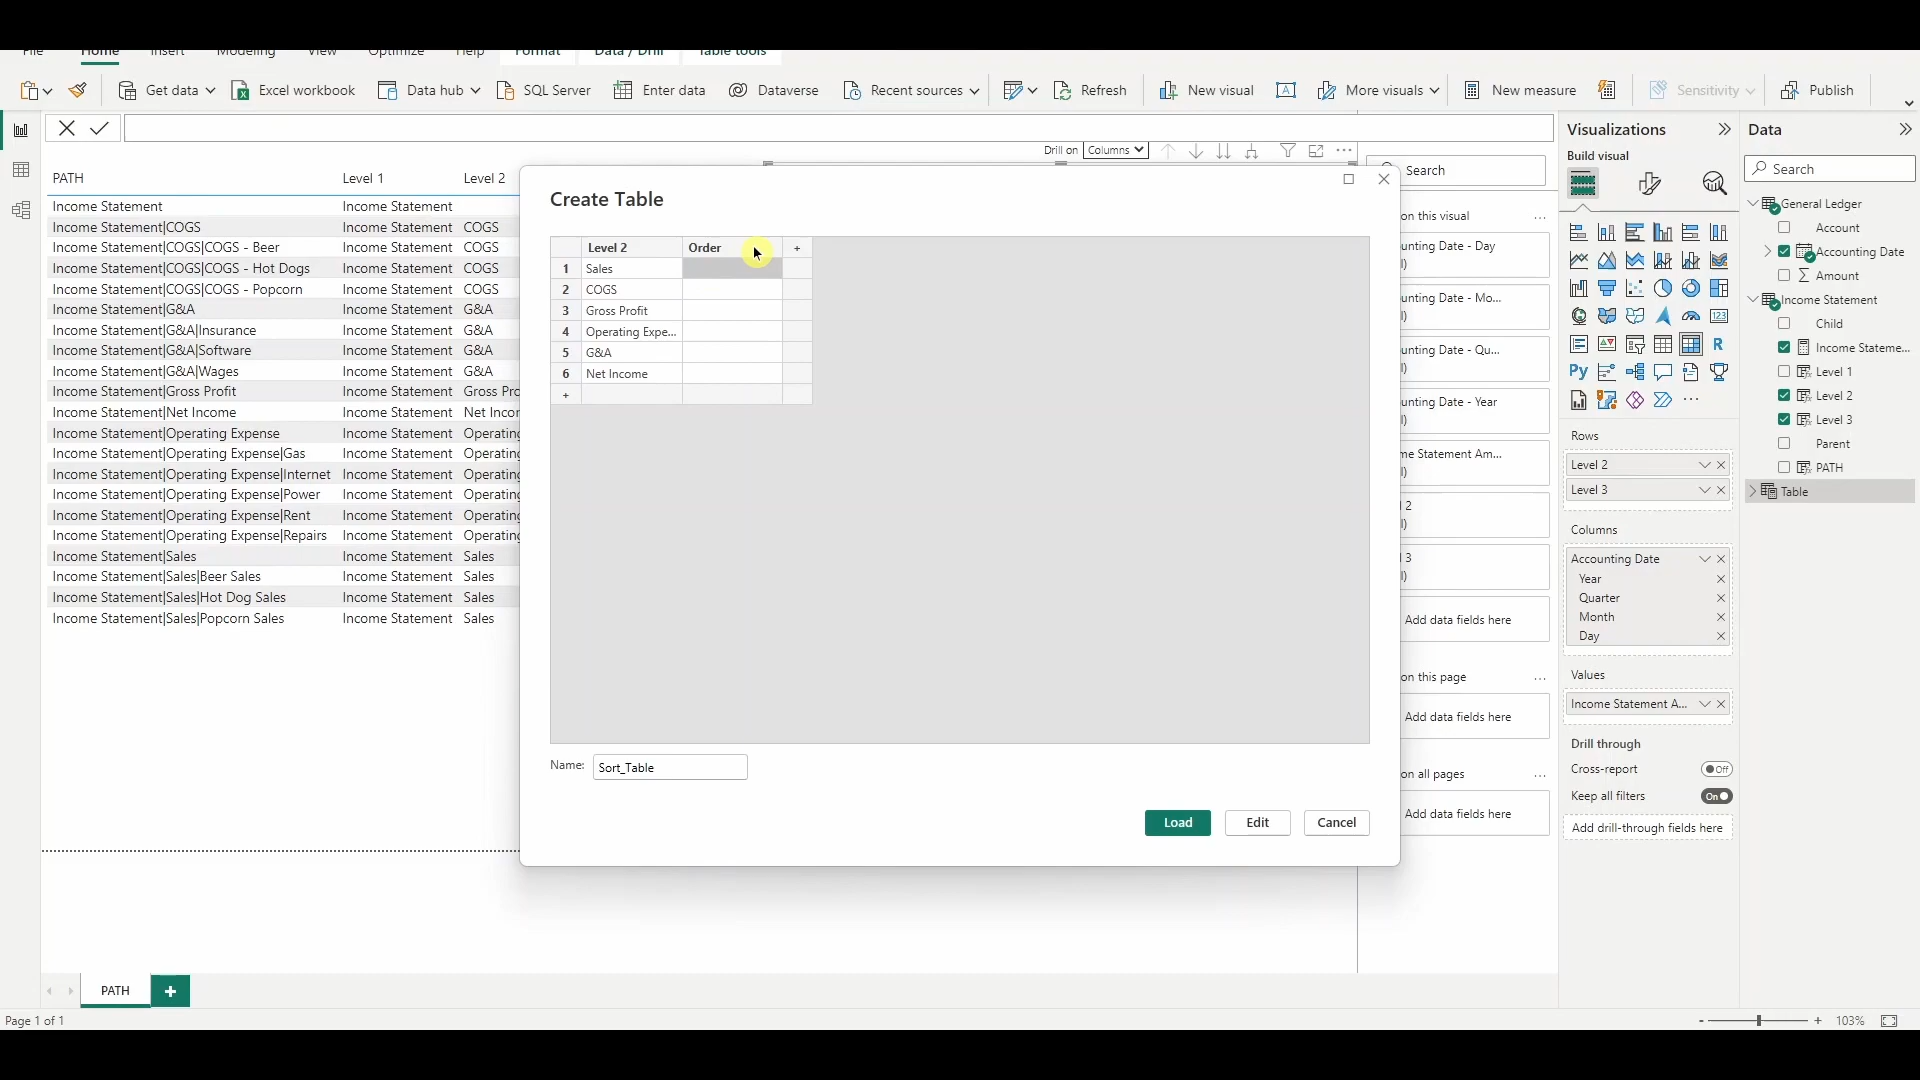 File Home Insert Modeling View Optimize Help Format Data / Drill Table tools
Get data Excel workbook Data hub SQL Server Enter data Dataverse Recent sources Refresh New visual More visuals New measure Sensitivity Publish
Drill on Columns
PATH Level 1 Level 2
Income Statement Income Statement
Income Statement|COGS Income Statement COGS
Income Statement|COGS|COGS - Beer Income Statement COGS
Income Statement|COGS|COGS - Hot Dogs Income Statement COGS
Income Statement|COGS|COGS - Popcorn Income Statement COGS
Income Statement|G&A Income Statement G&A
Income Statement|G&A|Insurance Income Statement G&A
Income Statement|G&A|Software Income Statement G&A
Income Statement|G&A|Wages Income Statement G&A
Income Statement|Gross Profit Income Statement Gross Pro
Income Statement|Net Income Income Statement Net Incom
Income Statement|Operating Expense Income Statement Operating
Income Statement|Operating Expense|Gas Income Statement Operating
Income Statement|Operating Expense|Internet Income Statement Operating
Income Statement|Operating Expense|Power Income Statement Operating
Income Statement|Operating Expense|Rent Income Statement Operating
Income Statement|Operating Expense|Repairs Income Statement Operating
Income Statement|Sales Income Statement Sales
Income Statement|Sales|Beer Sales Income Statement Sales
Income Statement|Sales|Hot Dog Sales Income Statement Sales
Income Statement|Sales|Popcorn Sales Income Statement Sales
Create Table
Level 2 Order +
1 Sales
2 COGS
3 Gross Profit
4 Operating Expe...
5 G&A
6 Net Income
+
Name: Sort_Table
Load Edit Cancel
Search
on this visual ...
unting Date - Day
l)
unting Date - Mo...
l)
unting Date - Qu...
l)
unting Date - Year
l)
me Statement Am...
l)
l 2
l)
l 3
l)
Add data fields here
on this page ...
Add data fields here
on all pages ...
Add data fields here
Visualizations
Build visual
123
R
Py
...
Rows
Level 2
Level 3
Columns
Accounting Date
Year
Quarter
Month
Day
Values
Income Statement A...
Drill through
Cross-report Off
Keep all filters On
Add drill-through fields here
Data
Search
General Ledger
Account
Accounting Date
Amount
Income Statement
Child
Income Stateme...
Level 1
Level 2
Level 3
Parent
PATH
Table
PATH +
Page 1 of 1
- + 103%